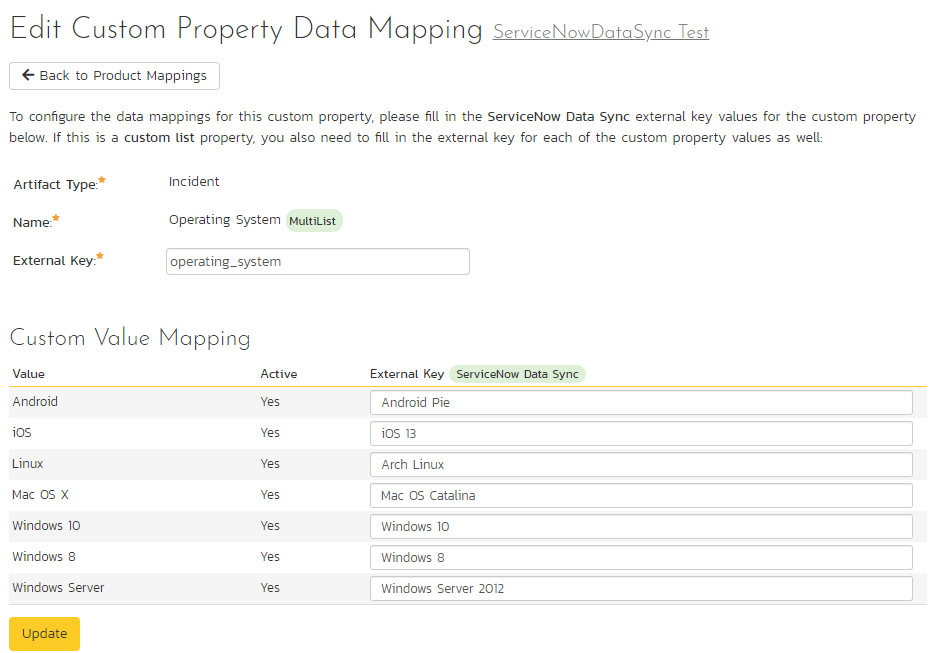 Edit Custom Property Data Mapping ServiceNowDataSync Test
Back to Product Mappings
To configure the data mappings for this custom property, please fill in the ServiceNow Data Sync external key values for the custom property
below. If this is a custom list property, you also need to fill in the external key for each of the custom property values as well:
Artifact Type:* Incident
Name:* Operating System MultiList
External Key:* operating_system
Custom Value Mapping
Value Active External Key ServiceNow Data Sync
Android Yes Android Pie
iOS Yes iOS 13
Linux Yes Arch Linux
Mac OS X Yes Mac OS Catalina
Windows 10 Yes Windows 10
Windows 8 Yes Windows 8
Windows Server Yes Windows Server 2012
Update